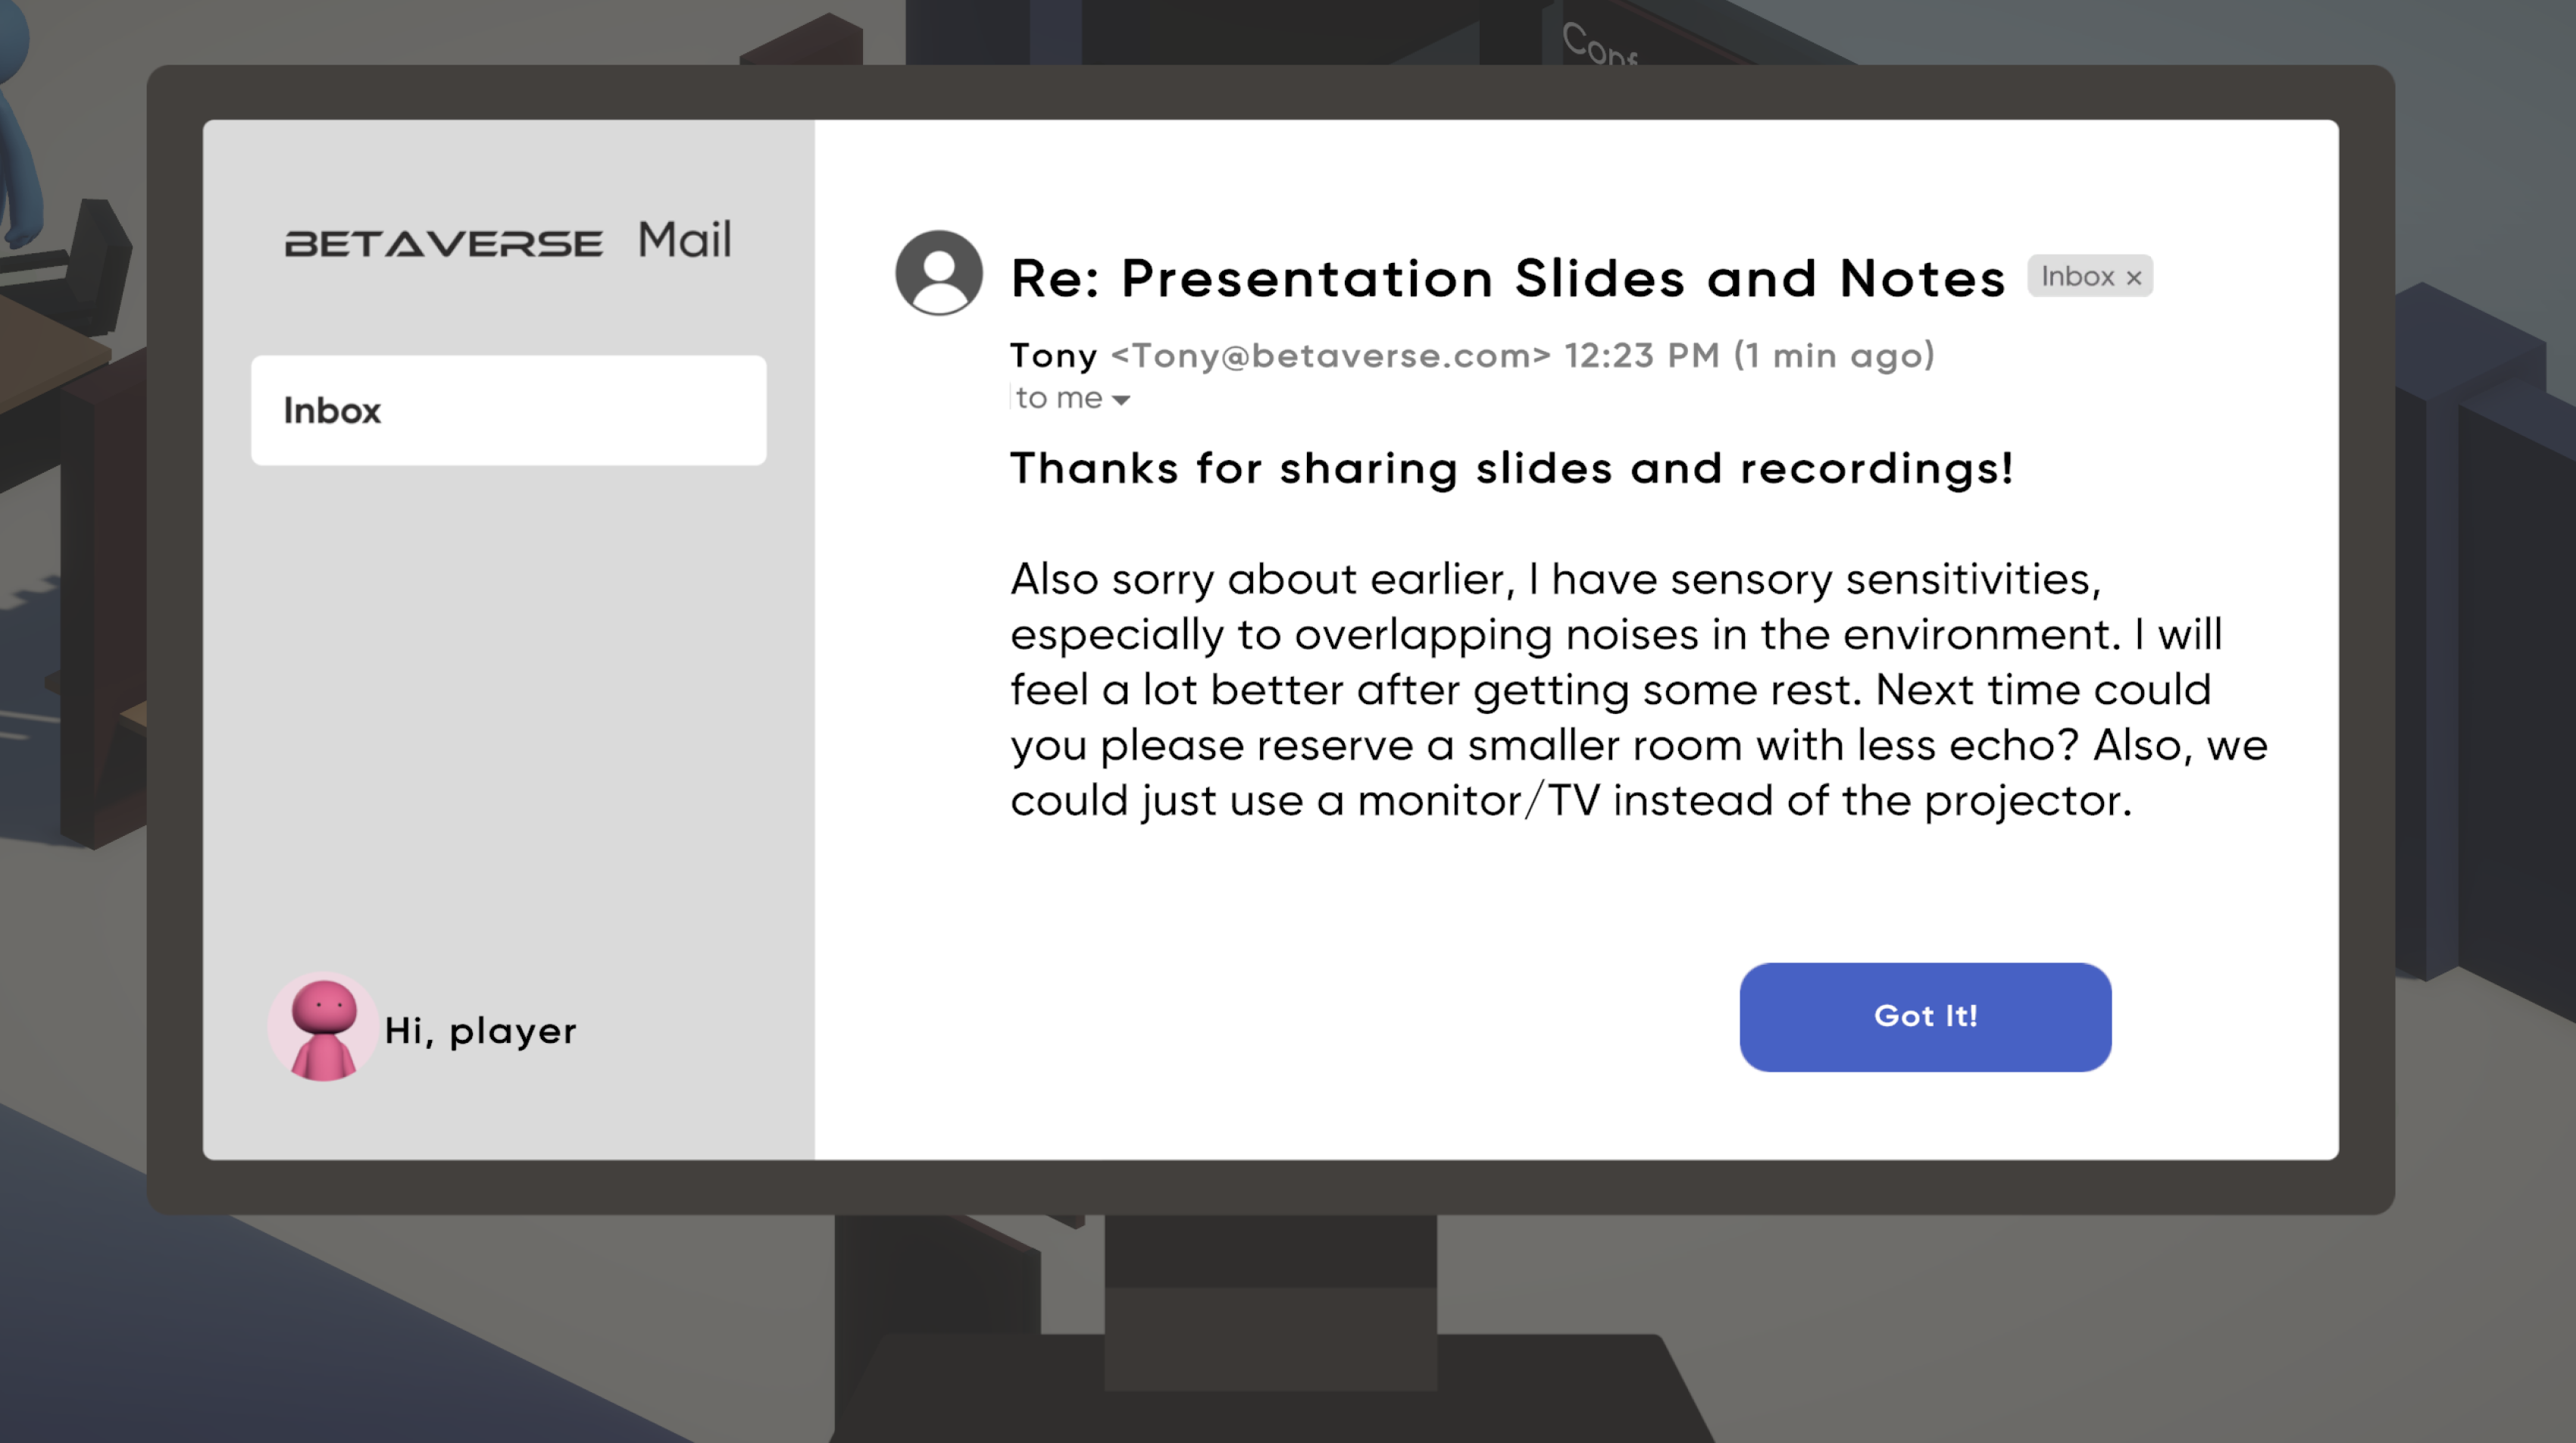 Conf
BETAVERSE Mail
Inbox
Hi, player
Re: Presentation Slides and Notes Inbox ×
Tony <Tony@betaverse.com> 12:23 PM (1 min ago)
to me
Thanks for sharing slides and recordings!
Also sorry about earlier, I have sensory sensitivities,
especially to overlapping noises in the environment. I will
feel a lot better after getting some rest. Next time could
you please reserve a smaller room with less echo? Also, we
could just use a monitor/TV instead of the projector.
Got It!